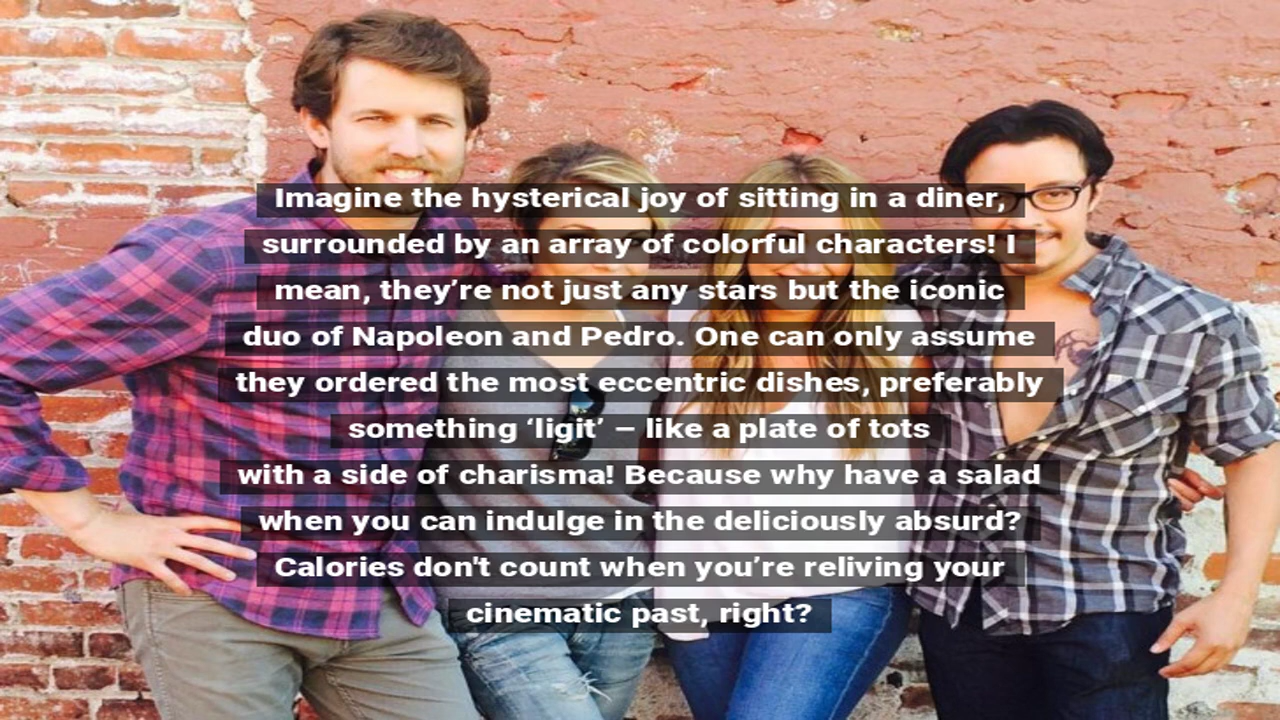 Imagine the hysterical joy of sitting in a diner,
surrounded by an array of colorful characters! I
mean, they’re not just any stars but the iconic
duo of Napoleon and Pedro. One can only assume
they ordered the most eccentric dishes, preferably
something ‘ligit’ – like a plate of tots
with a side of charisma! Because why have a salad
when you can indulge in the deliciously absurd?
Calories don't count when you’re reliving your
cinematic past, right?